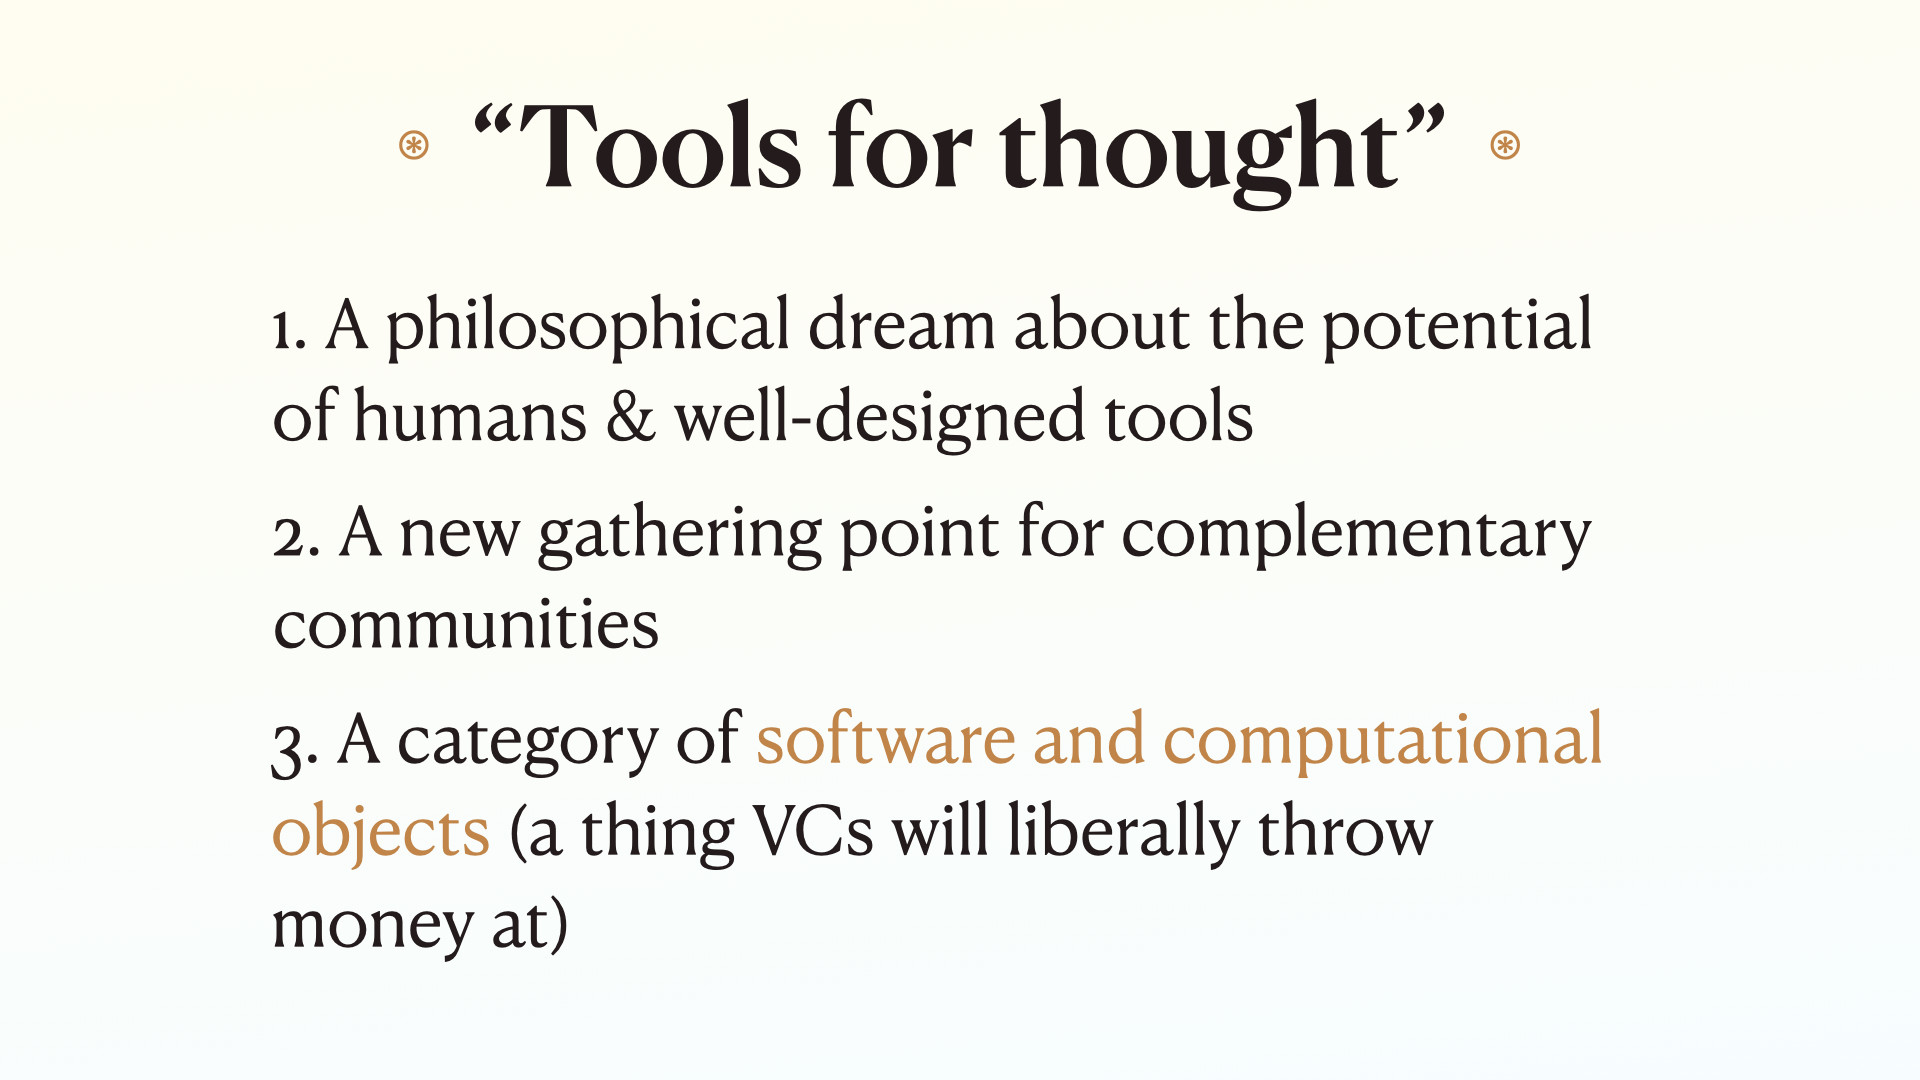 “Tools for thought”
1. A philosophical dream about the potential
of humans & well-designed tools
2. A new gathering point for complementary
communities
3. A category of software and computational
objects (a thing VCs will liberally throw
money at)